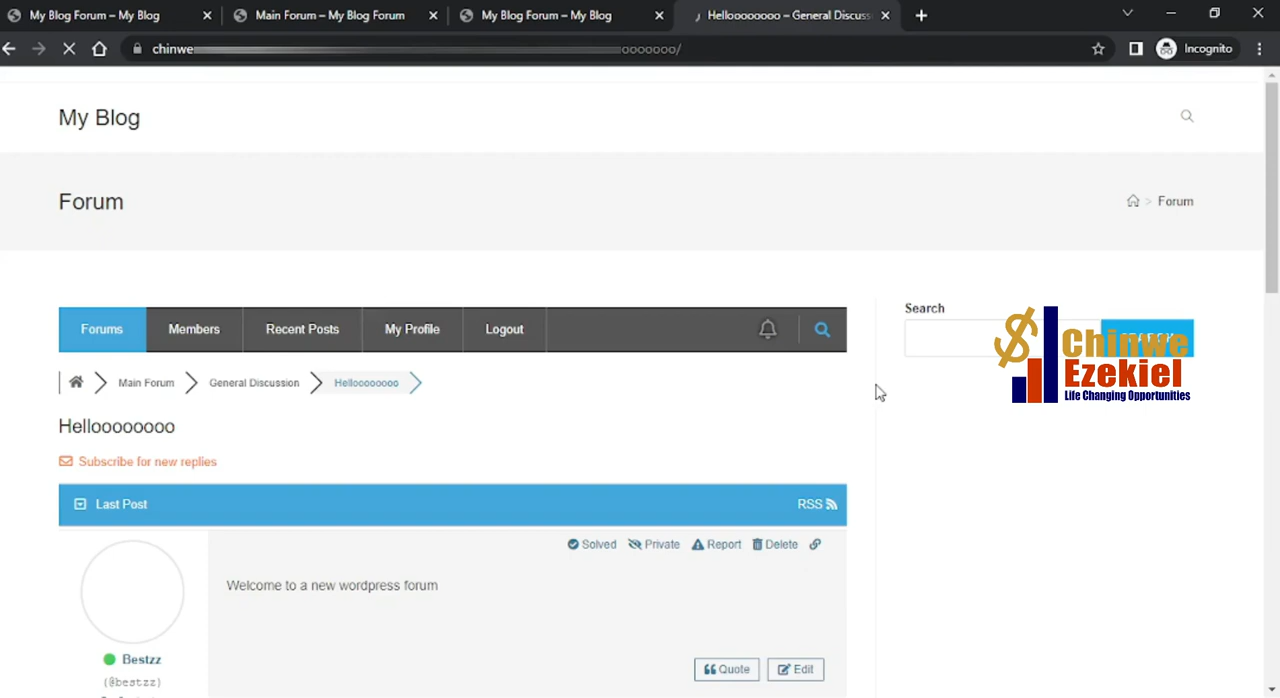 My Blog Forum – My Blog
Main Forum – My Blog Forum
My Blog Forum – My Blog
Helloooooooo – General Discuss
chinwe
ooooooo/
Incognito
My Blog
Forum
> Forum
Forums
Members
Recent Posts
My Profile
Logout
Search
SEARCH
Chinwe
Ezekiel
Life Changing Opportunities
Main Forum
General Discussion
Helloooooooo
Helloooooooo
Subscribe for new replies
Last Post
RSS
Solved
Private
Report
Delete
Welcome to a new wordpress forum
Quote
Edit
Bestzz
(@bestzz)